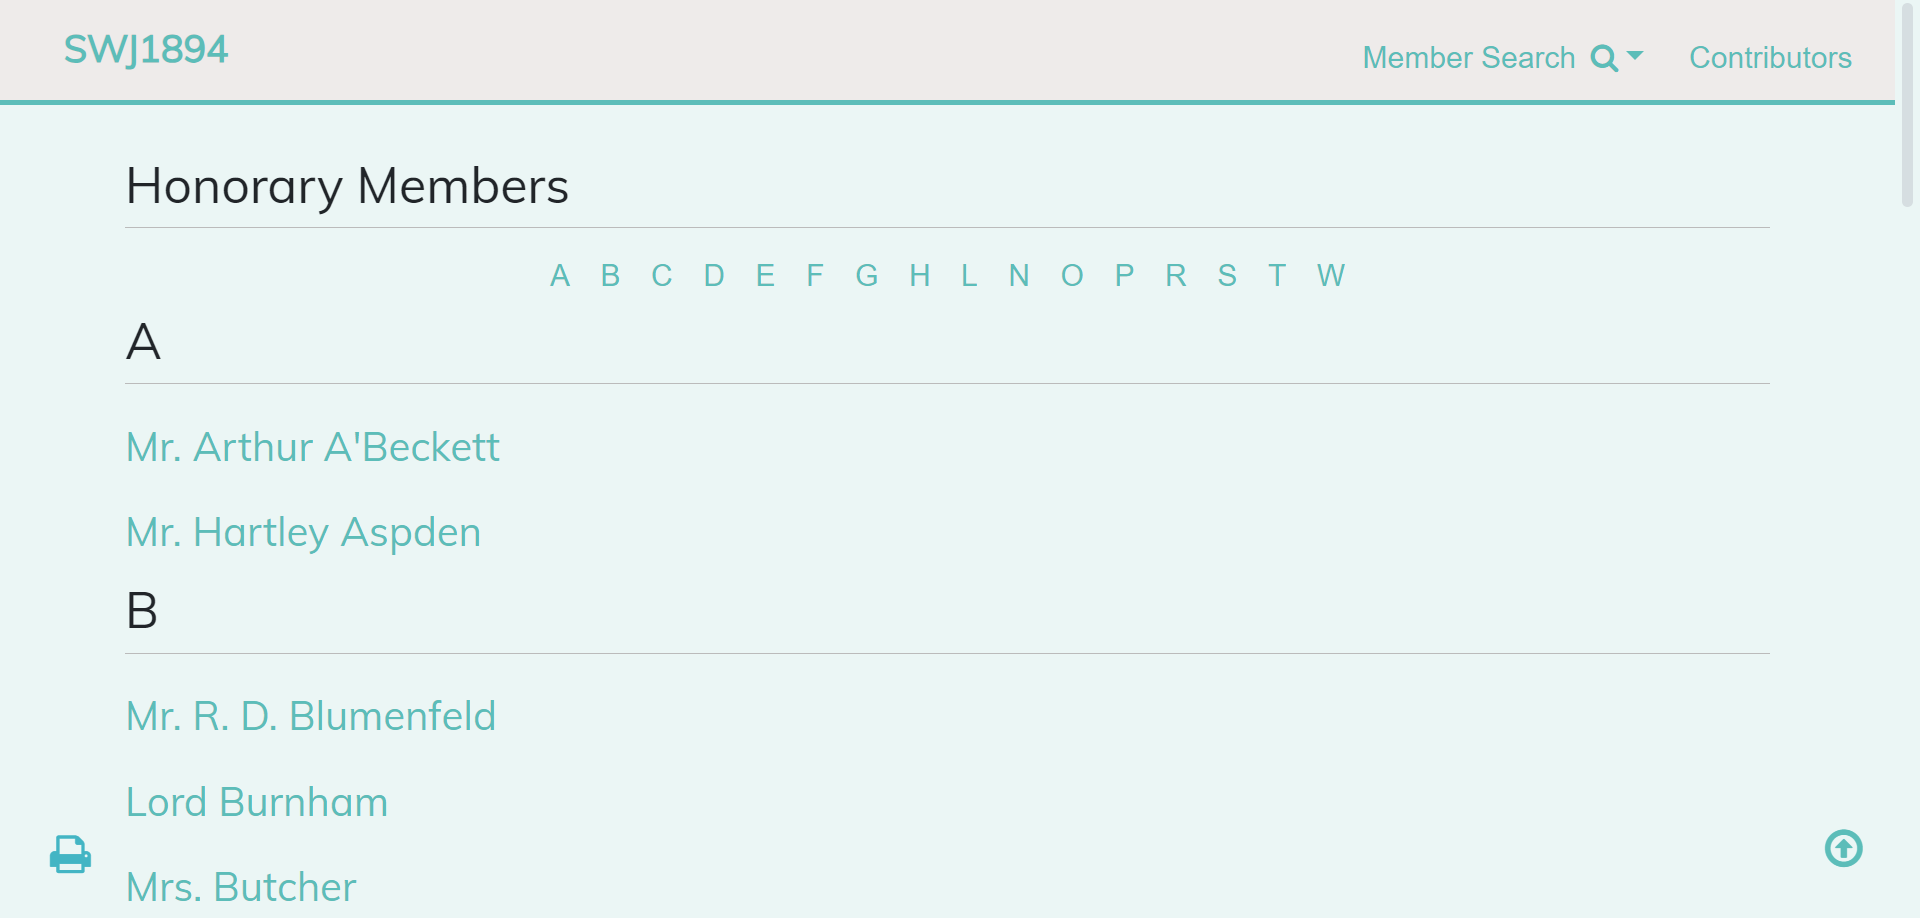 SWJ1894
Member Search
Contributors
Honorary Members
A B C D E F G H L N O P R S T W
A
Mr. Arthur A'Beckett
Mr. Hartley Aspden
B
Mr. R. D. Blumenfeld
Lord Burnham
Mrs. Butcher